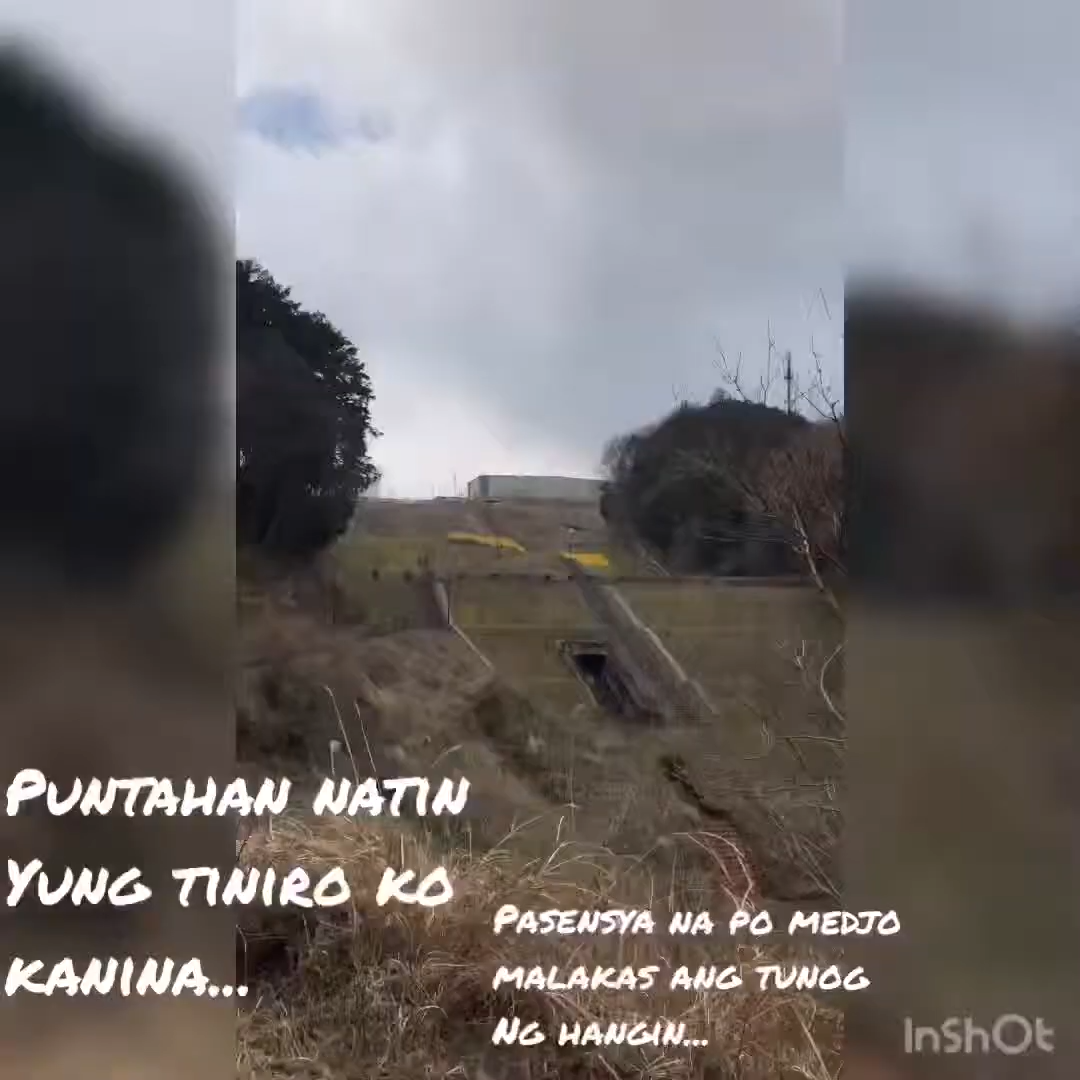 Puntahan natin
Yung tiniro ko
kanina...
Pasensya na po medjo
malakas ang tunog
ng hangin...
InShOt